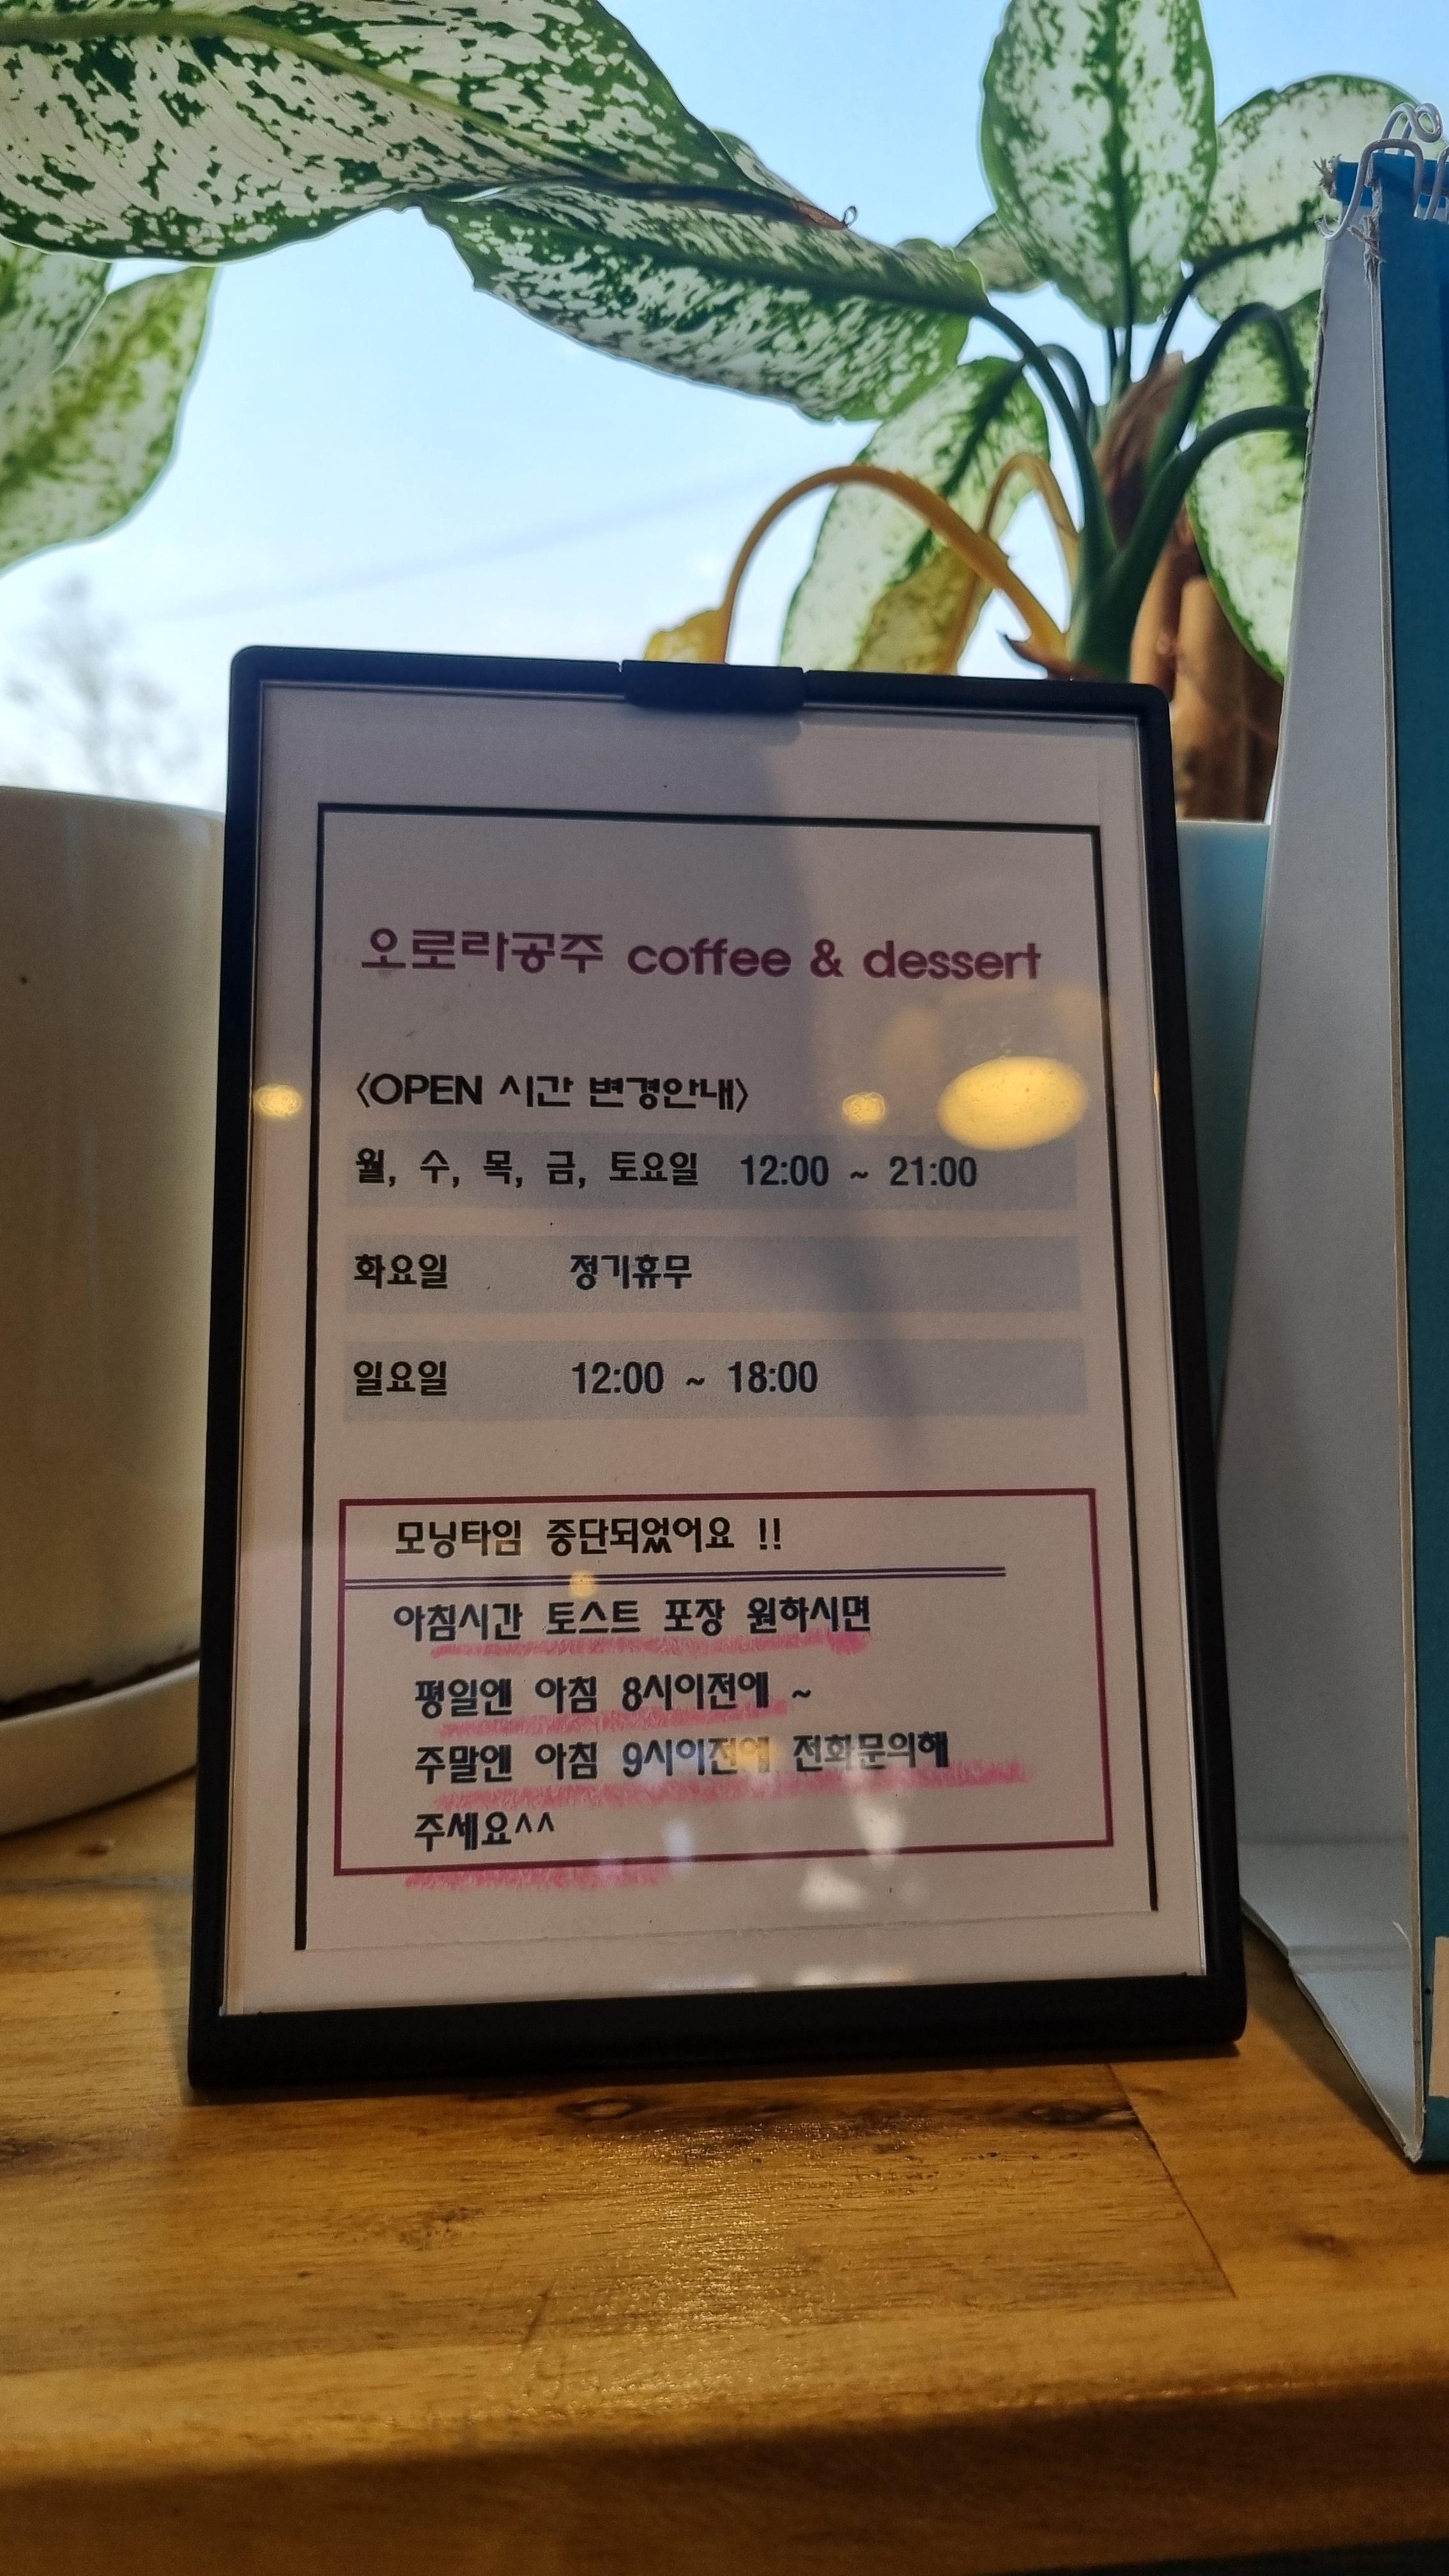 오로라공주 coffee & dessert
<OPEN 시간 변경안내>
월, 수, 목, 금, 토요일 12:00 ~ 21:00
화요일 정기휴무
일요일 12:00 ~ 18:00
모닝타임 중단되었어요 !!
아침시간 토스트 포장 원하시면
평일엔 아침 8시이전에 ~
주말엔 아침 9시이전에 전화문의해
주세요^^